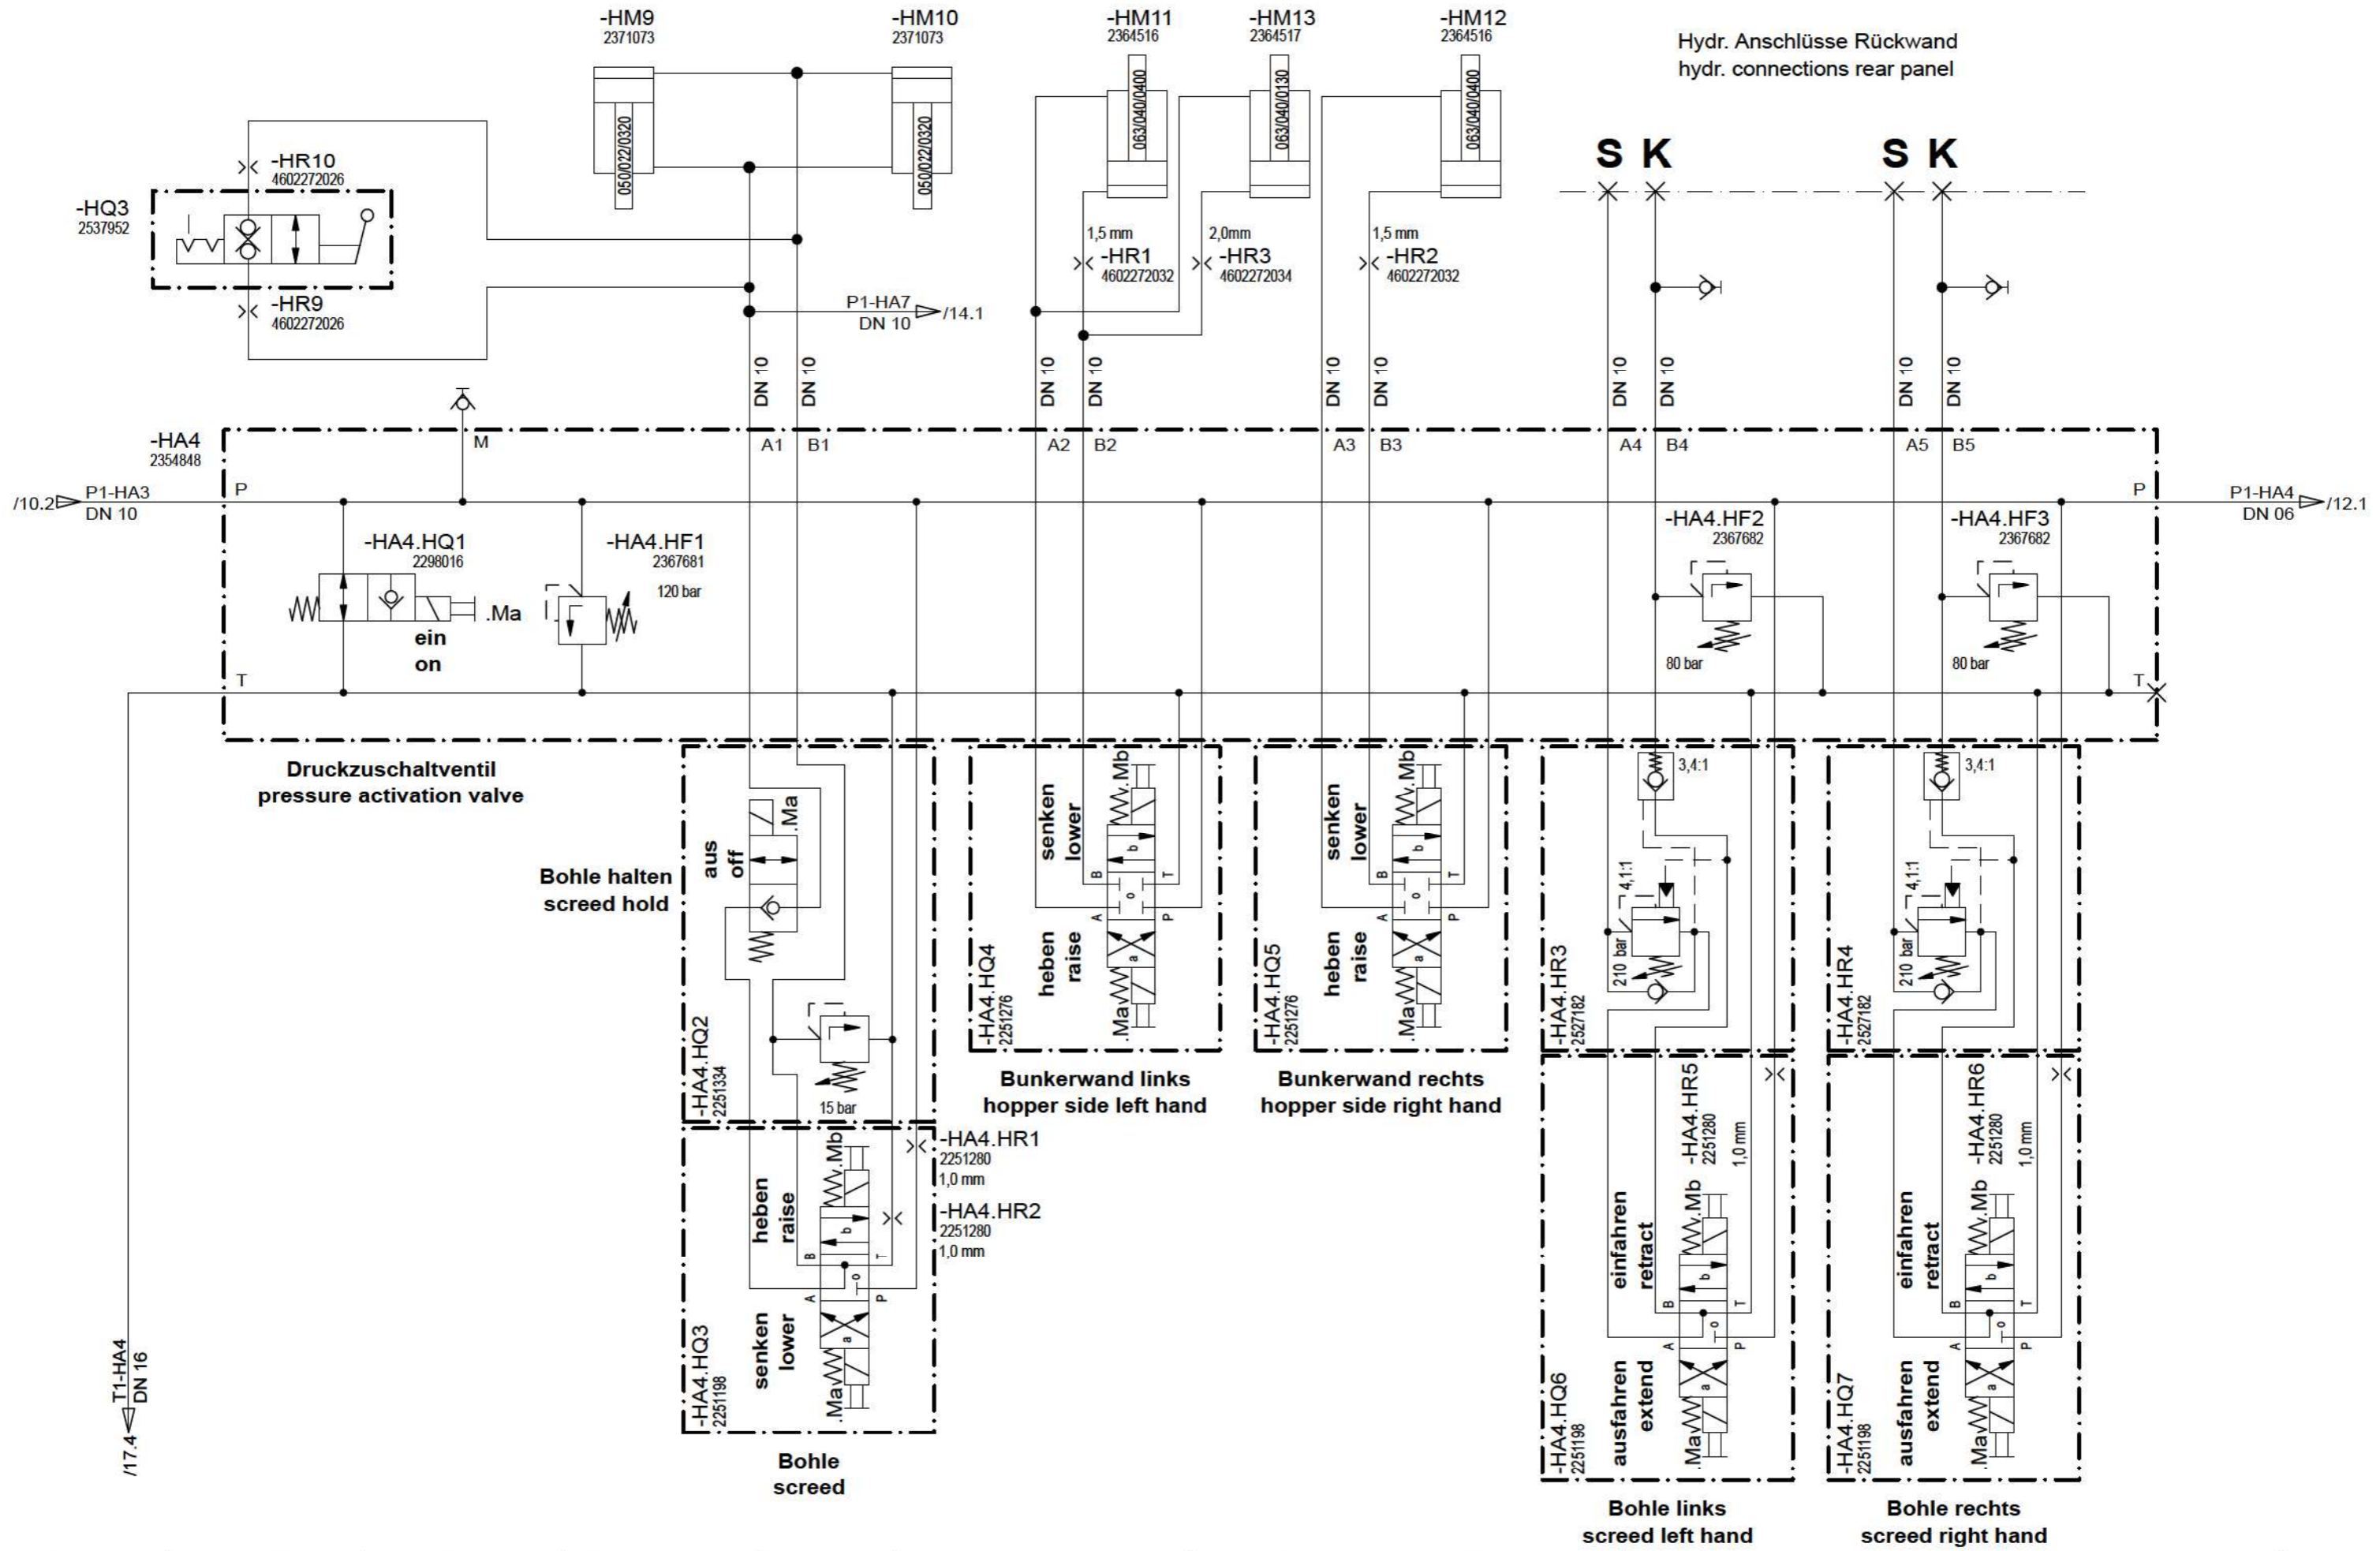 -HM9
2371073
-HM10
2371073
-HM11
2364516
-HM13
2364517
-HM12
2364516
Hydr. Anschlüsse Rückwand
hydr. connections rear panel
050/022/0320
050/022/0320
063/040/0400
063/040/0130
063/040/0400
S K
S K
-HR10
4602272026
-HQ3
2537952
-HR9
4602272026
1,5 mm
-HR1
4602272032
2,0mm
-HR3
4602272034
1,5 mm
-HR2
4602272032
P1-HA7
DN 10
/14.1
DN 10
DN 10
DN 10
DN 10
DN 10
DN 10
DN 10
DN 10
DN 10
DN 10
-HA4
2354848
M
A1
B1
A2
B2
A3
B3
A4
B4
A5
B5
/10.2
P1-HA3
DN 10
P
P
P1-HA4
DN 06
/12.1
-HA4.HQ1
2298016
.Ma
ein
on
-HA4.HF1
2367681
120 bar
-HA4.HF2
2367682
80 bar
-HA4.HF3
2367682
80 bar
T
T
Druckzuschaltventil
pressure activation valve
Bohle halten
screed hold
aus
off
.Ma
-HA4.HQ2
2251334
15 bar
senken
lower
.Mb
b
B
T
o
A
P
heben
raise
a
.Ma
-HA4.HQ4
2251276
Bunkerwand links
hopper side left hand
senken
lower
.Mb
b
B
T
o
A
P
heben
raise
a
.Ma
-HA4.HQ5
2251276
Bunkerwand rechts
hopper side right hand
3,4:1
4,1:1
210 bar
-HA4.HR3
2527182
3,4:1
4,1:1
210 bar
-HA4.HR4
2527182
-HA4.HR1
2251280
1,0 mm
-HA4.HR2
2251280
1,0 mm
heben
raise
.Mb
b
B
T
o
A
P
senken
lower
a
.Ma
-HA4.HQ3
2251198
Bohle
screed
-HA4.HR5
2251280
1,0 mm
einfahren
retract
.Mb
b
B
T
o
A
P
ausfahren
extend
a
.Ma
-HA4.HQ6
2251198
Bohle links
screed left hand
-HA4.HR6
2251280
1,0 mm
einfahren
retract
.Mb
b
B
T
o
A
P
ausfahren
extend
a
.Ma
-HA4.HQ7
2251198
Bohle rechts
screed right hand
T1-HA4
DN 16
/17.4